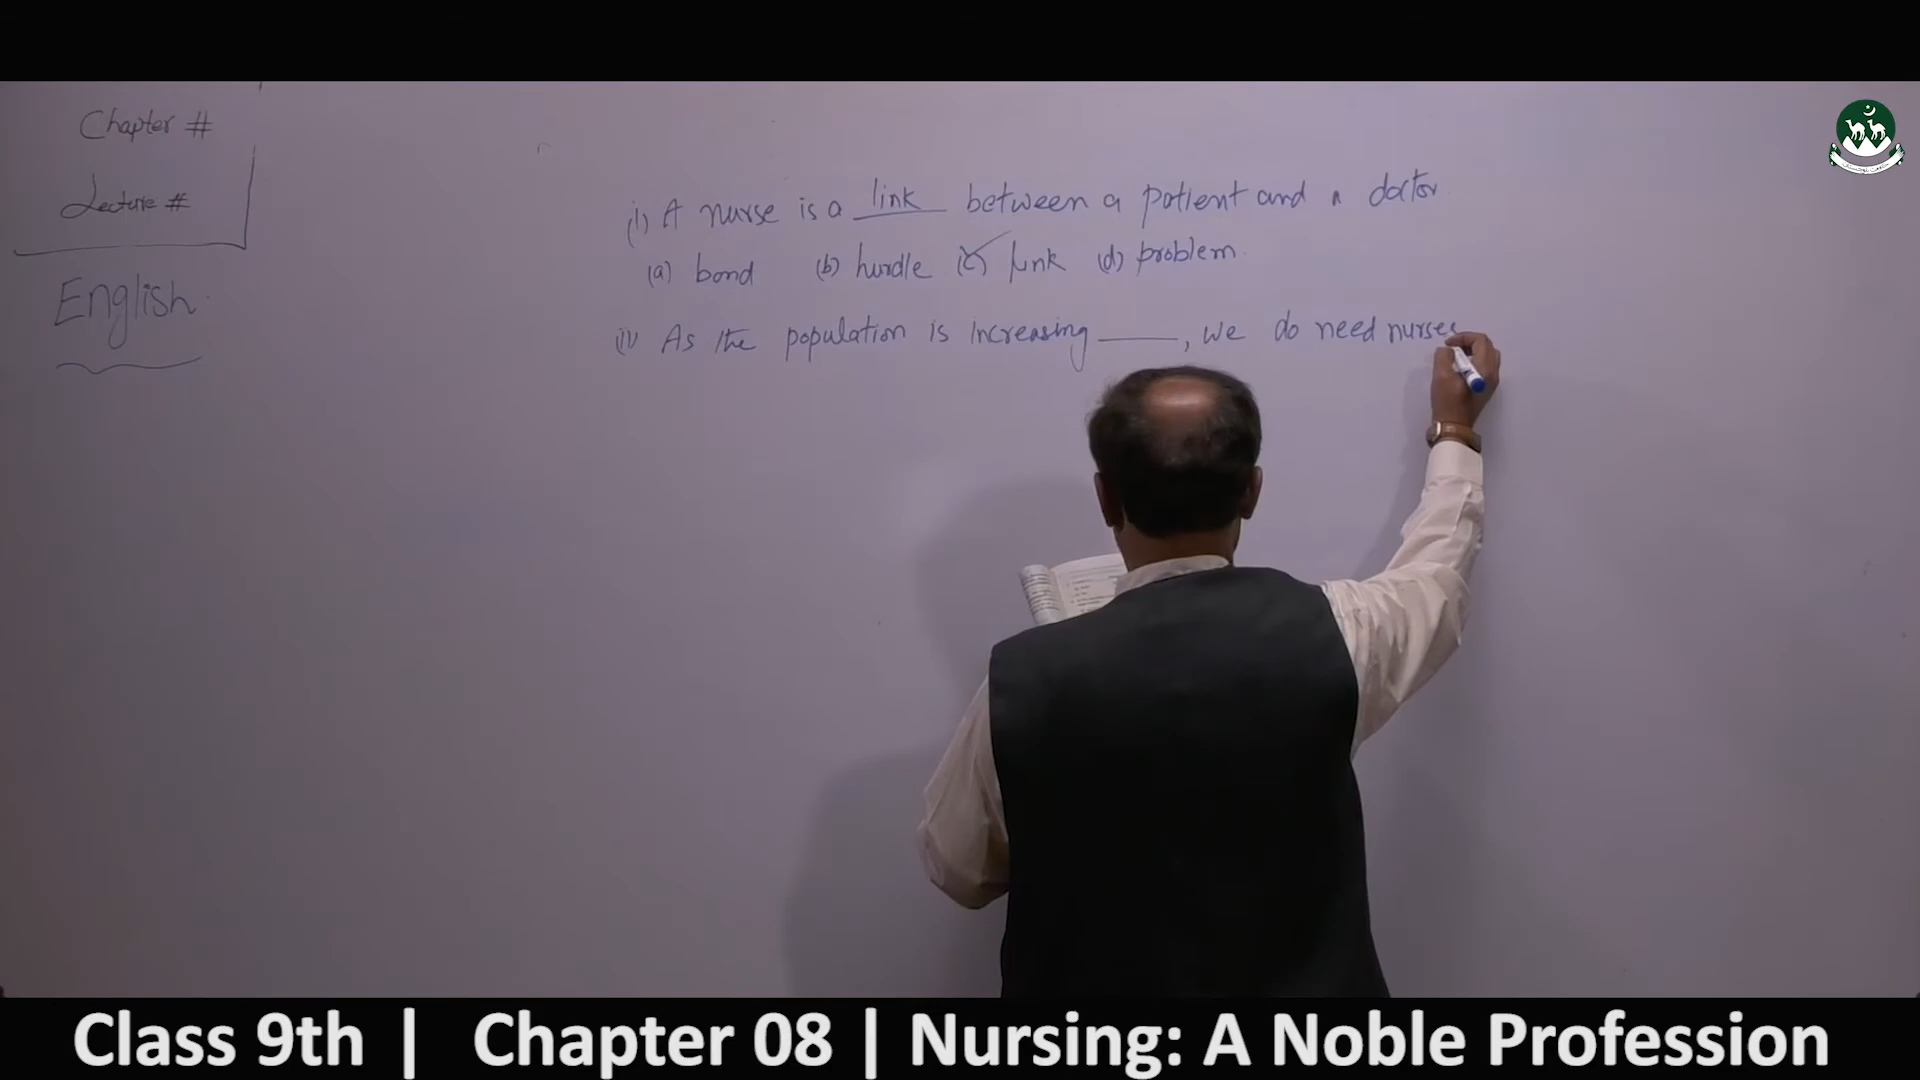 Chapter #
Lecture #
English
(i) A nurse is a link between a patient and a doctor
(a) bond (b) hurdle (c) link (d) problem.
(ii) As the population is increasing ____, we do need nurses
Class 9th | Chapter 08 | Nursing: A Noble Profession